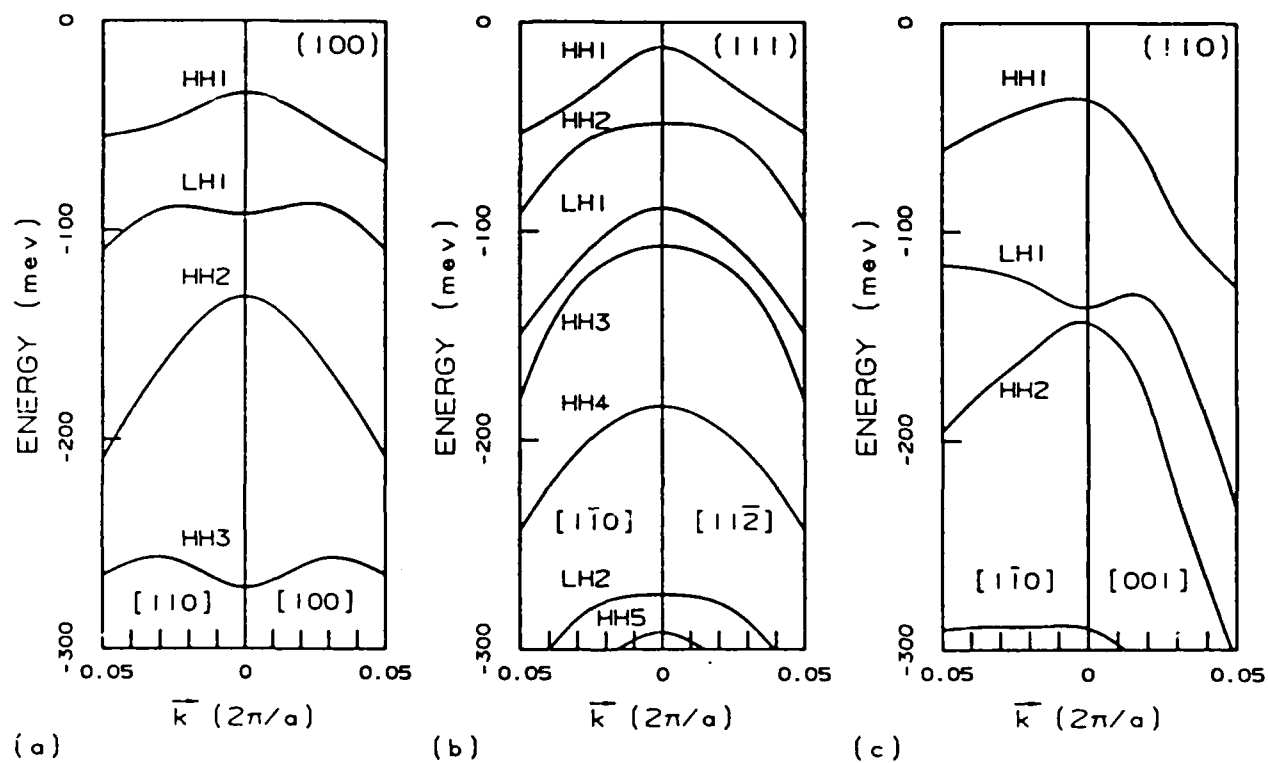 (100)
HH1
LH1
HH2
HH3
[110] [100]
0
-100
-200
-300
ENERGY (mev)
0.05 0 0.05
k̅ (2π/a)
(a)
(111)
HH1
HH2
LH1
HH3
HH4
[11̅0] [112̅]
LH2
HH5
0
-100
-200
-300
ENERGY (mev)
0.05 0 0.05
k̅ (2π/a)
(b)
(110)
HH1
LH1
HH2
[11̅0] [001]
0
-100
-200
-300
ENERGY (mev)
0.05 0 0.05
k̅ (2π/a)
(c)